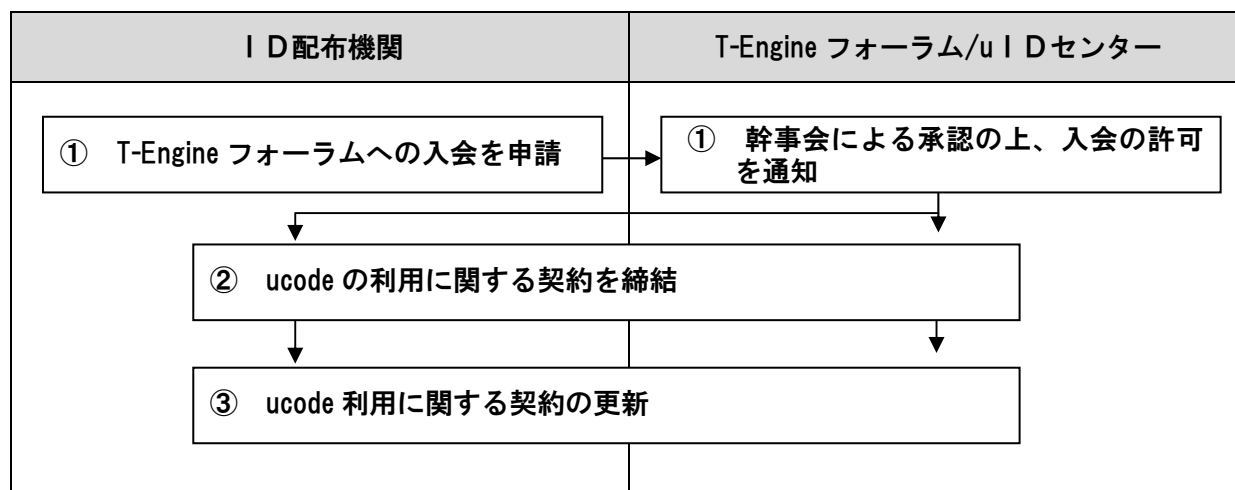 ＩＤ配布機関
T-Engine フォーラム/uＩＤセンター
① T-Engine フォーラムへの入会を申請
① 幹事会による承認の上、入会の許可
を通知
② ucode の利用に関する契約を締結
③ ucode 利用に関する契約の更新